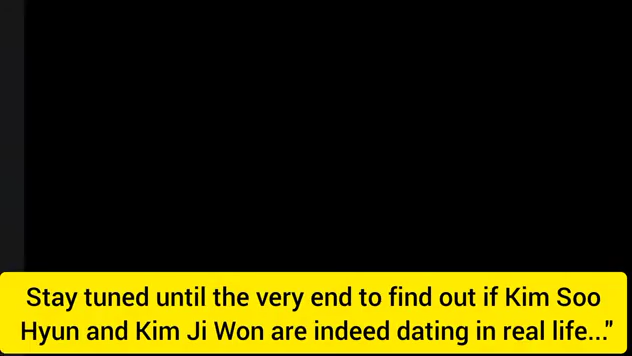 Stay tuned until the very end to find out if Kim Soo
Hyun and Kim Ji Won are indeed dating in real life..."